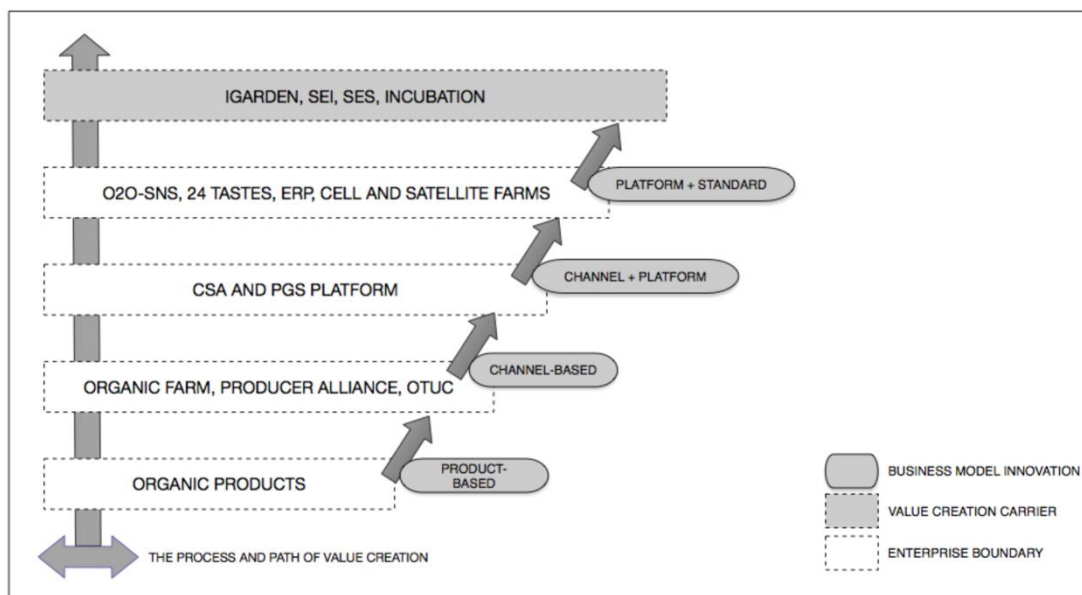 IGARDEN, SEI, SES, INCUBATION
O2O-SNS, 24 TASTES, ERP, CELL AND SATELLITE FARMS
PLATFORM + STANDARD
CSA AND PGS PLATFORM
CHANNEL + PLATFORM
ORGANIC FARM, PRODUCER ALLIANCE, OTUC
CHANNEL-BASED
ORGANIC PRODUCTS
PRODUCT-
BASED
THE PROCESS AND PATH OF VALUE CREATION
BUSINESS MODEL INNOVATION
VALUE CREATION CARRIER
ENTERPRISE BOUNDARY